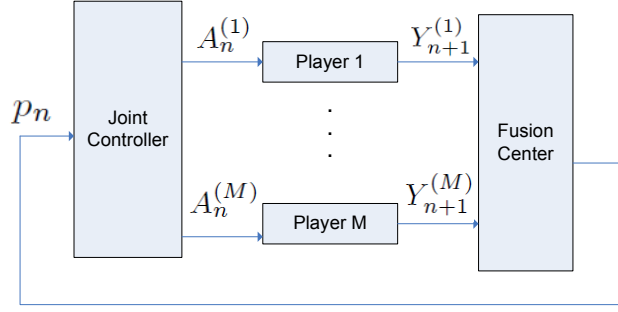 A_n^{(1)}
Player 1
Y_{n+1}^{(1)}
p_n
Joint
Controller
.
.
.
Fusion
Center
A_n^{(M)}
Player M
Y_{n+1}^{(M)}